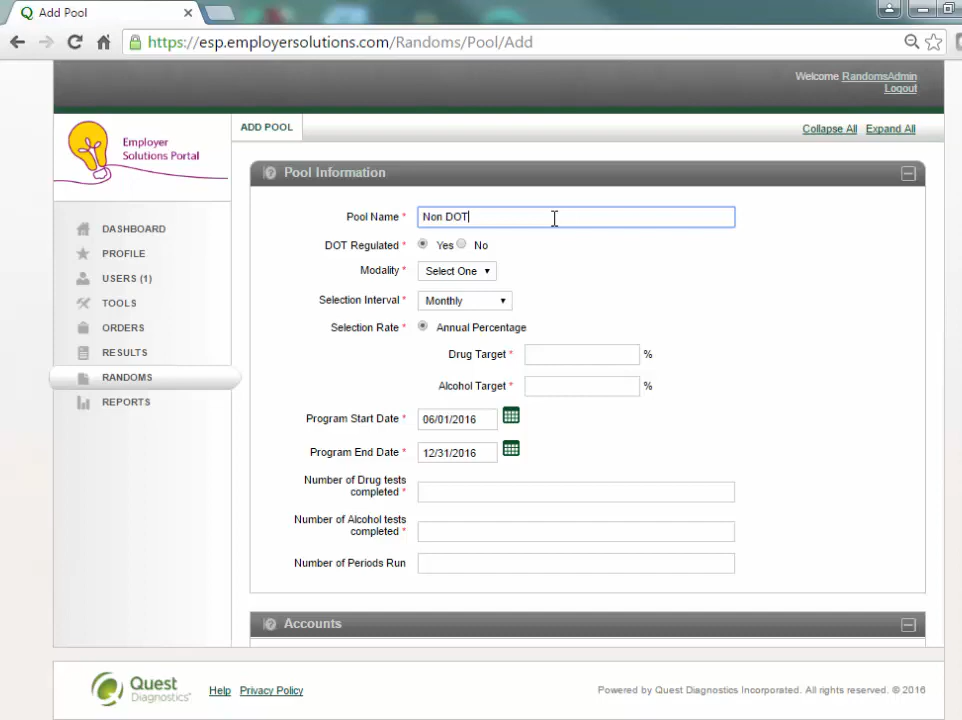 Add Pool
https://esp.employersolutions.com/Randoms/Pool/Add
Welcome RandomsAdmin
Logout
Employer
Solutions Portal
ADD POOL
Collapse All Expand All
DASHBOARD
PROFILE
USERS (1)
TOOLS
ORDERS
RESULTS
RANDOMS
REPORTS
? Pool Information
Pool Name * Non DOT
DOT Regulated * Yes No
Modality * Select One
Selection Interval * Monthly
Selection Rate * Annual Percentage
Drug Target * %
Alcohol Target * %
Program Start Date * 06/01/2016
Program End Date * 12/31/2016
Number of Drug tests
completed *
Number of Alcohol tests
completed *
Number of Periods Run
? Accounts
Quest
Diagnostics™
Help Privacy Policy
Powered by Quest Diagnostics Incorporated. All rights reserved. © 2016